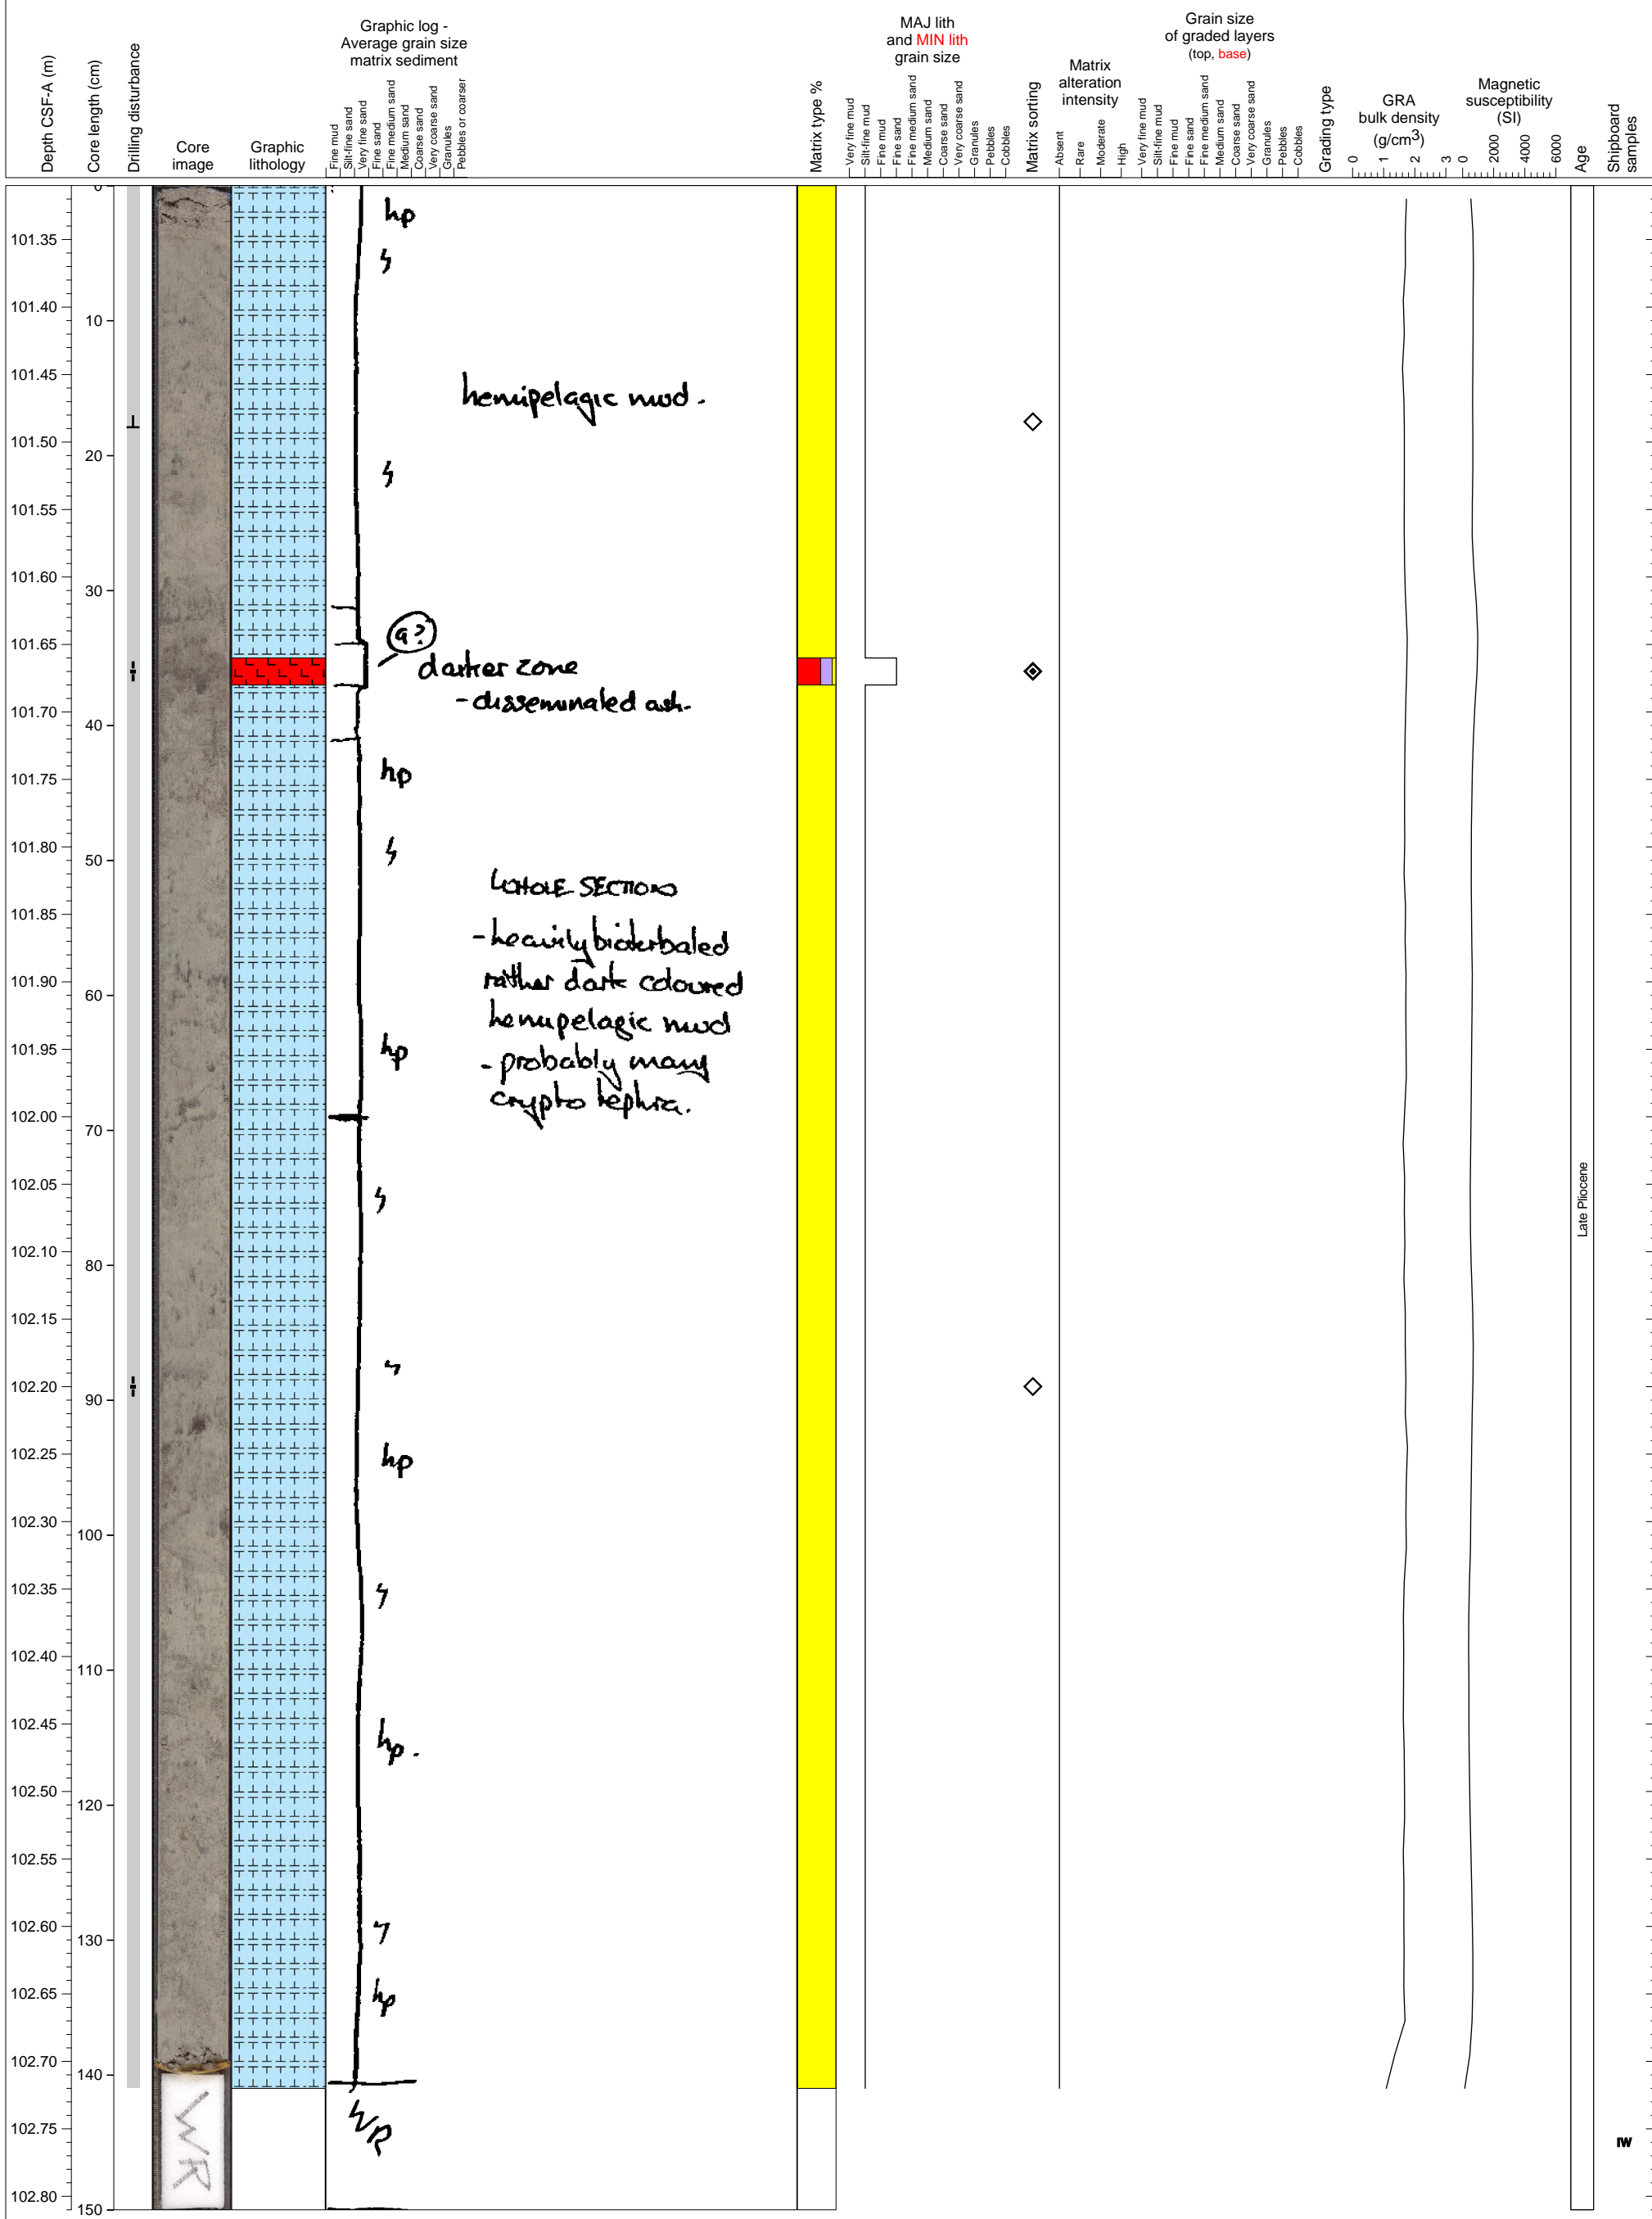 Graphic log -
Average grain size
matrix sediment
MAJ lith
and MIN lith
grain size
Grain size
of graded layers
(top, base)
Matrix
alteration
intensity
GRA
bulk density
(g/cm3)
Magnetic
susceptibility
(SI)
Depth CSF-A (m)
Core length (cm)
Drilling disturbance
Core
image
Graphic
lithology
Fine mud
Silt-fine sand
Very fine sand
Fine sand
Fine medium sand
Medium sand
Coarse sand
Very coarse sand
Granules
Pebbles or coarser
Matrix type %
Very fine mud
Silt-fine mud
Fine mud
Fine sand
Fine medium sand
Medium sand
Coarse sand
Very coarse sand
Granules
Pebbles
Cobbles
Matrix sorting
Absent
Rare
Moderate
High
Very fine mud
Silt-fine mud
Fine mud
Fine sand
Fine medium sand
Medium sand
Coarse sand
Very coarse sand
Granules
Pebbles
Cobbles
Grading type
0 1 2 3
0 2000 4000 6000
Age
Shipboard
samples
0
hp
101.35
101.40
10
101.45
hemipelagic mud.
101.50
20
101.55
101.60
30
101.65
a?
darker zone
- disseminated ash.
101.70
40
hp
101.75
101.80
50
WHOLE SECTION
101.85
- heavily bioturbated
101.90
rather dark coloured
60
hemipelagic mud
101.95
hp
- probably many
crypto tephra.
102.00
70
102.05
Late Pliocene
102.10
80
102.15
102.20
90
102.25
hp
102.30
100
102.35
102.40
110
102.45
hp.
102.50
120
102.55
102.60
130
102.65
hp
102.70
140
WR
WR
102.75
IW
102.80
150